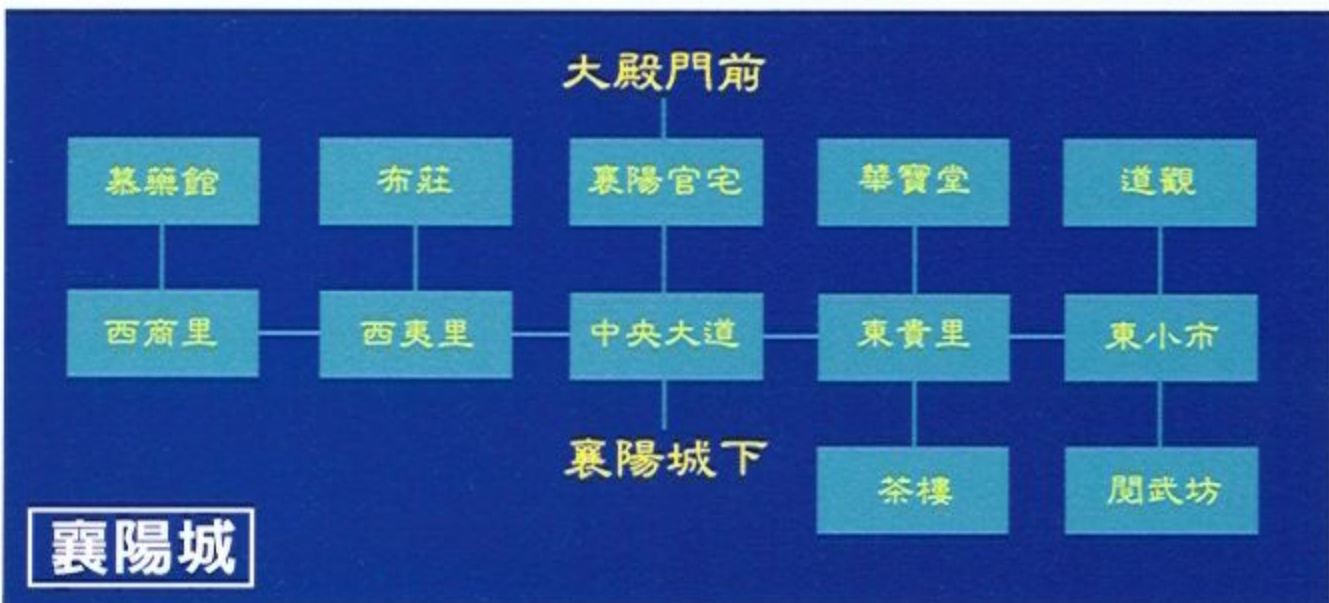 大殿門前
慕藥館 布莊 襄陽官宅 華寶堂 道觀
西商里 西夷里 中央大道 東貴里 東小市
襄陽城下
茶樓 閱武坊
襄陽城